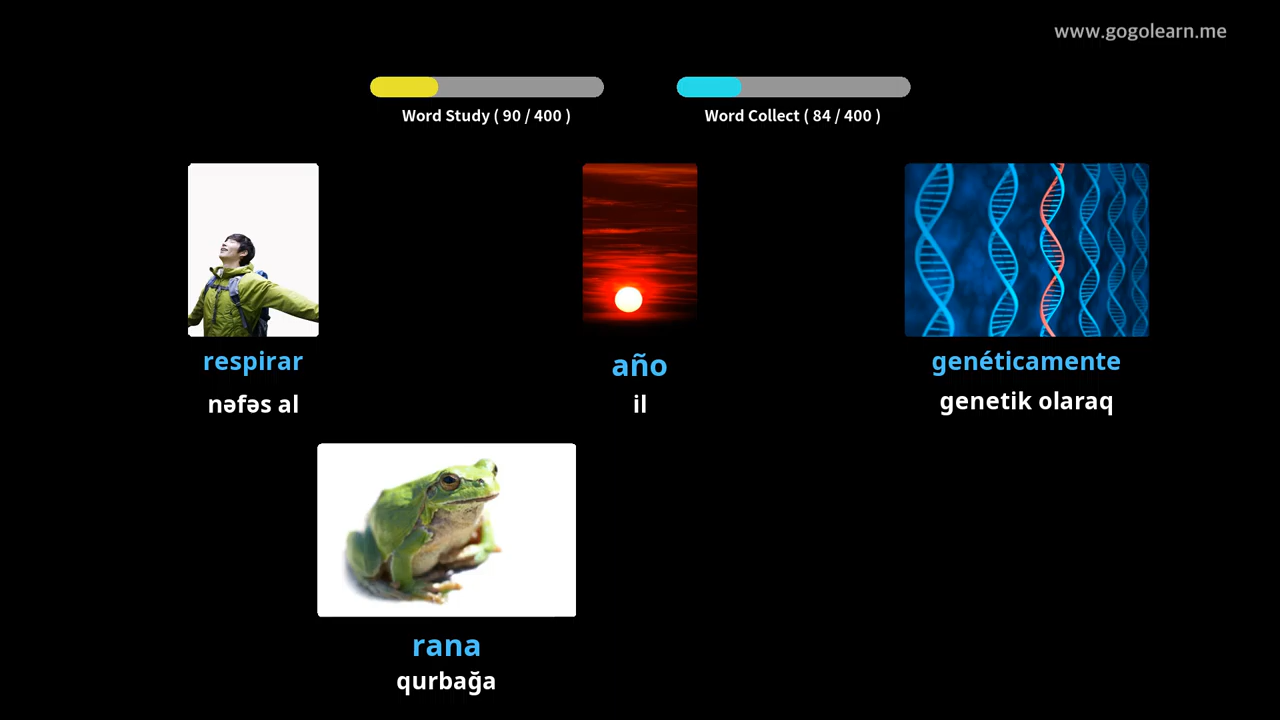 www.gogolearn.me
Word Study ( 90 / 400 )
Word Collect ( 84 / 400 )
respirar
nəfəs al
año
il
genéticamente
genetik olaraq
rana
qurbağa